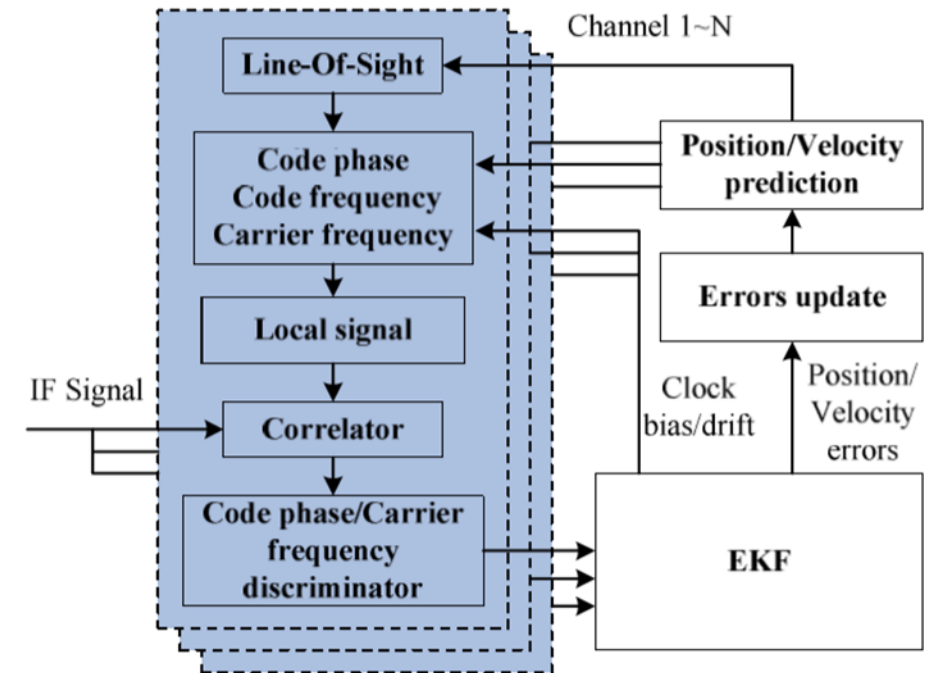 Channel 1~N
Line-Of-Sight
Position/Velocity
prediction
Code phase
Code frequency
Carrier frequency
Errors update
Local signal
IF Signal
Clock
bias/drift
Position/
Velocity
errors
Correlator
Code phase/Carrier
frequency
discriminator
EKF